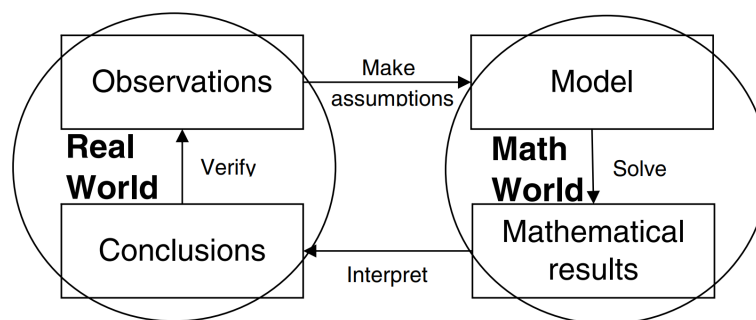 Observations
Make
assumptions
Model
Real
World
Verify
Math
World
Solve
Conclusions
Interpret
Mathematical
results